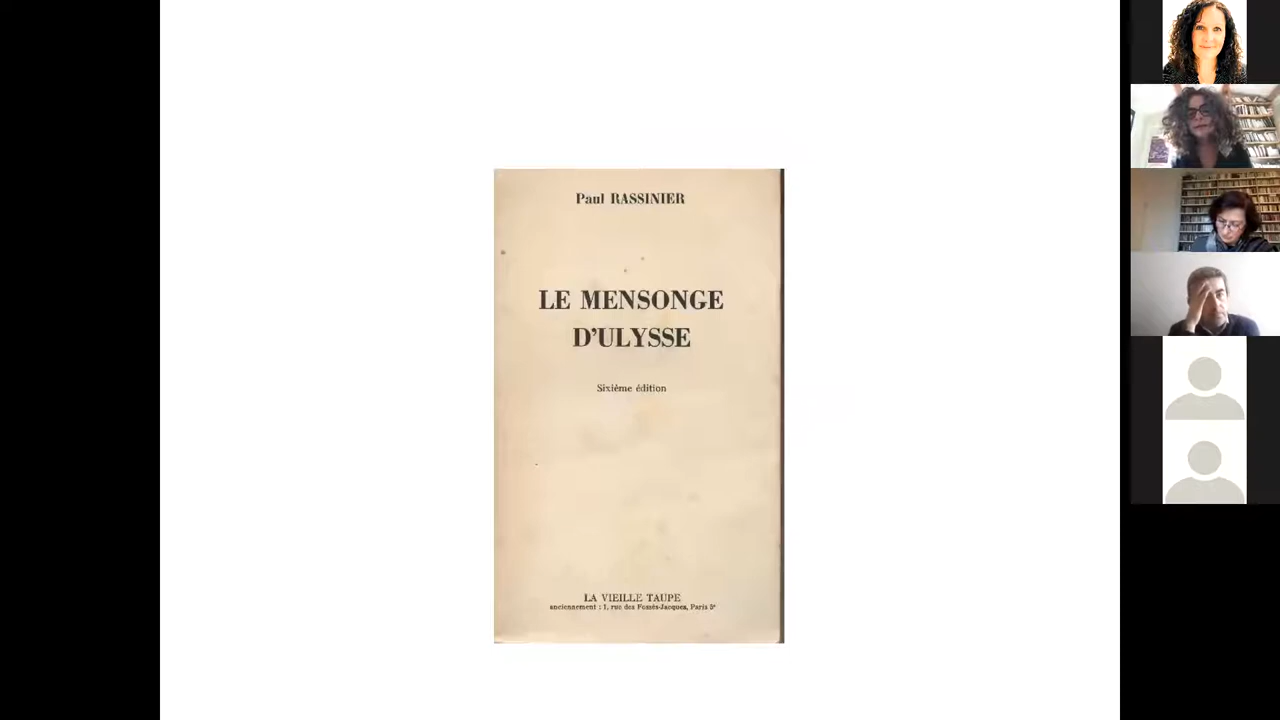 Paul RASSINIER
LE MENSONGE
D'ULYSSE
Sixième édition
LA VIEILLE TAUPE
anciennement : 1, rue des Fossés-Jacques, Paris 5e